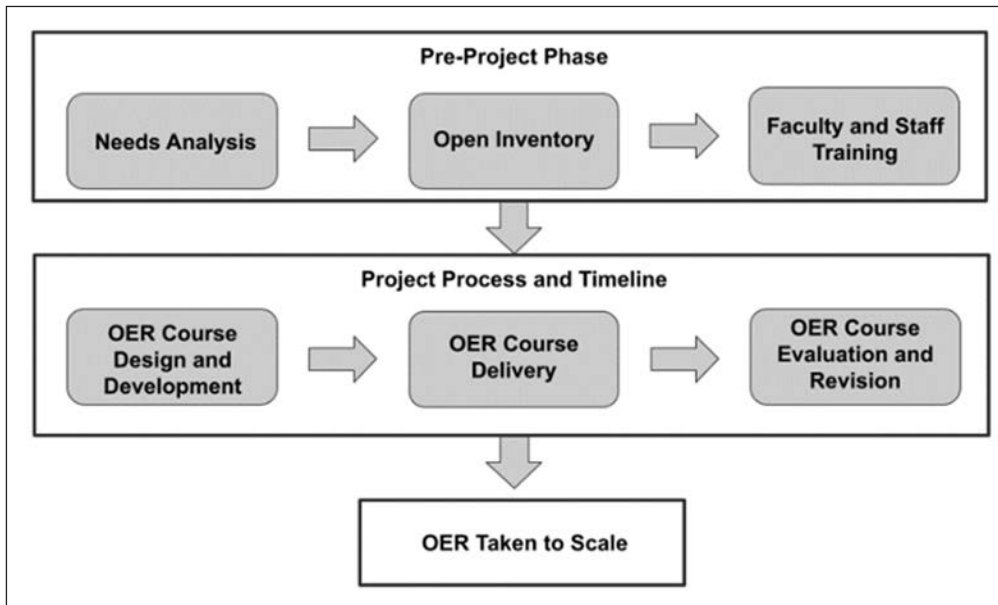 Pre-Project Phase
Needs Analysis
Open Inventory
Faculty and Staff
Training
Project Process and Timeline
OER Course
Design and
Development
OER Course
Delivery
OER Course
Evaluation and
Revision
OER Taken to Scale